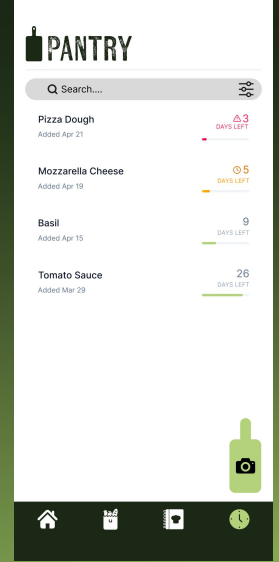 PANTRY
Search....
Pizza Dough
Added Apr 21
3
DAYS LEFT
Mozzarella Cheese
Added Apr 19
5
DAYS LEFT
Basil
Added Apr 15
9
DAYS LEFT
Tomato Sauce
Added Mar 29
26
DAYS LEFT